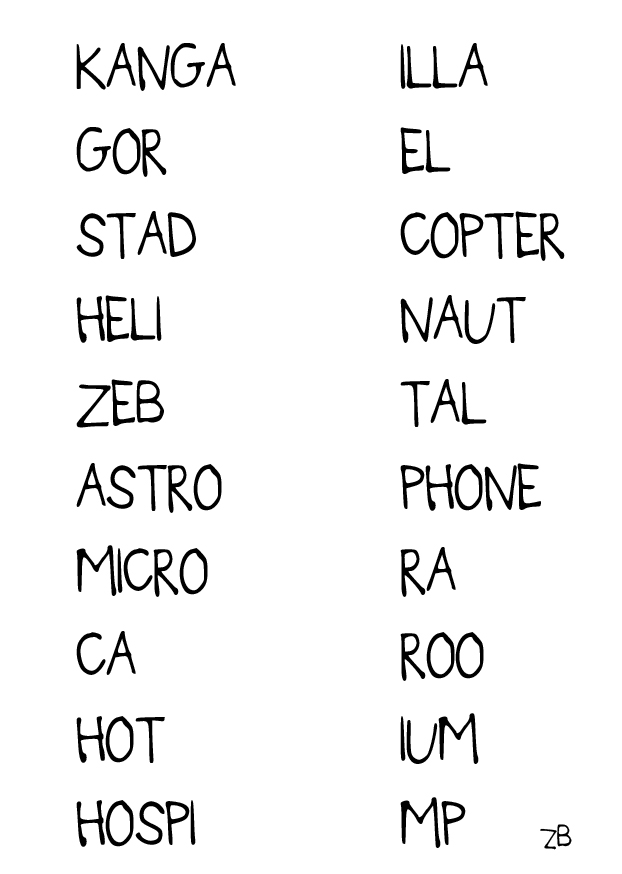 KANGA ILLA
GOR EL
STAD COPTER
HELI NAUT
ZEB TAL
ASTRO PHONE
MICRO RA
CA ROO
HOT IUM
HOSPI MP
ZB